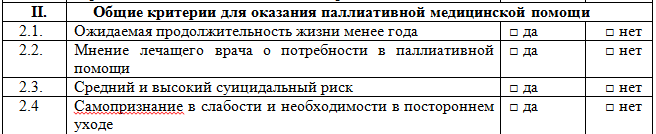 II. Общие критерии для оказания паллиативной медицинской помощи
2.1. Ожидаемая продолжительность жизни менее года □ да □ нет
2.2. Мнение лечащего врача о потребности в паллиативной □ да □ нет
помощи
2.3. Средний и высокий суицидальный риск □ да □ нет
2.4 Самопризнание в слабости и необходимости в постороннем □ да □ нет
уходе